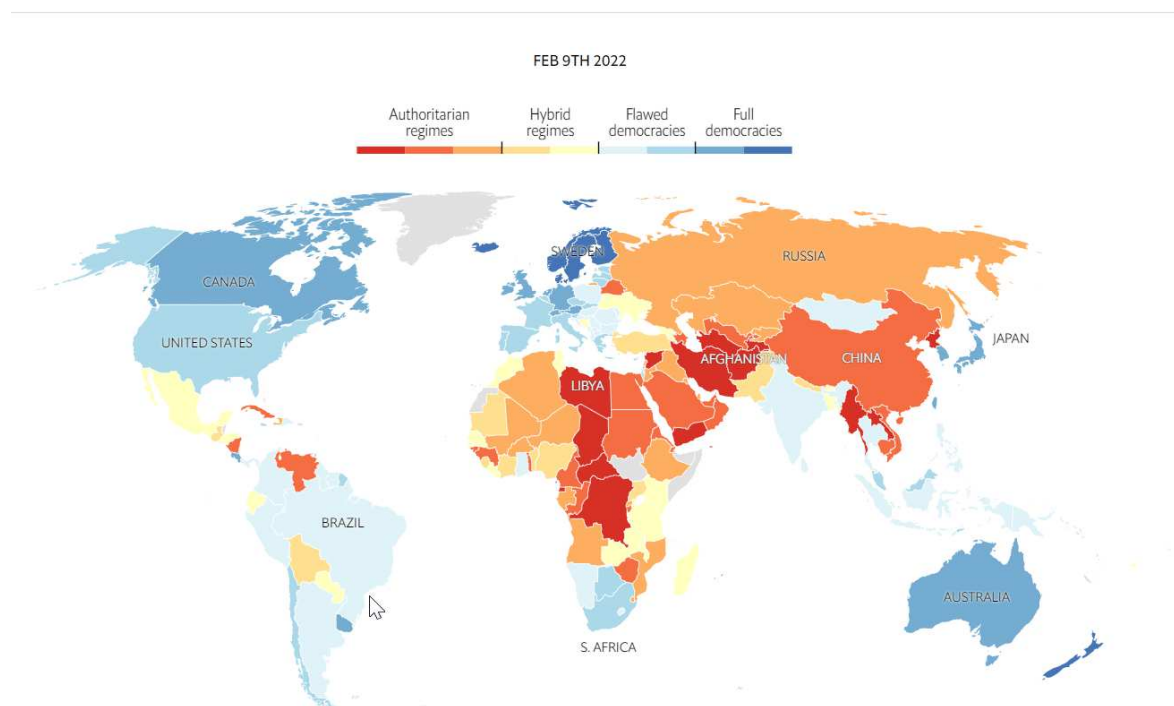 FEB 9TH 2022
Authoritarian
regimes
Hybrid
regimes
Flawed
democracies
Full
democracies
SWEDEN
RUSSIA
CANADA
UNITED STATES
JAPAN
AFGHANISTAN
CHINA
LIBYA
BRAZIL
AUSTRALIA
S. AFRICA